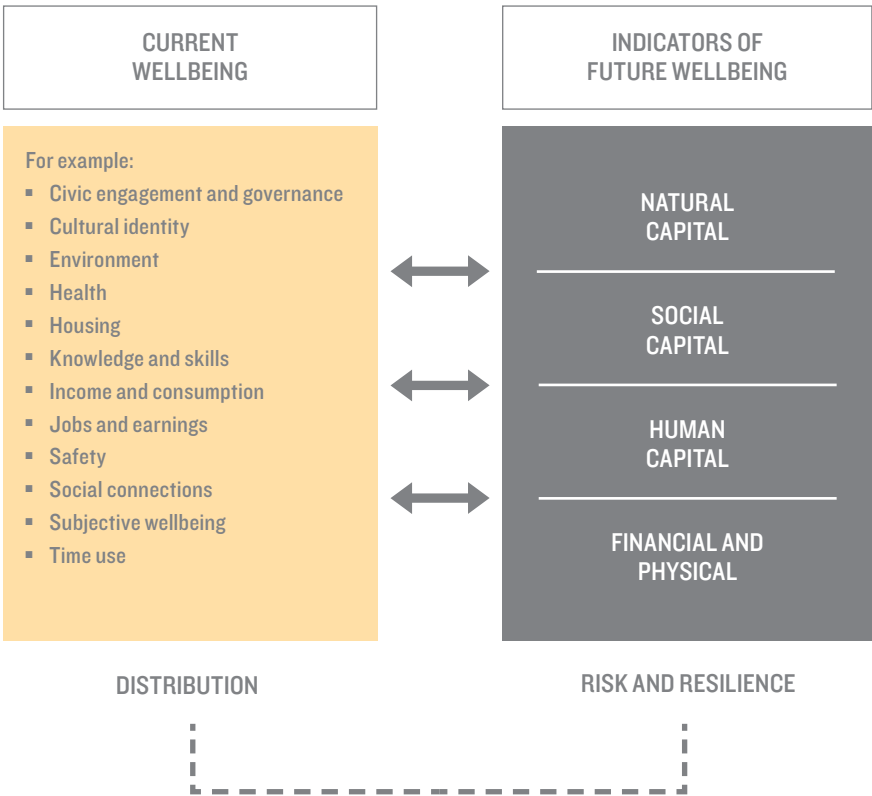 CURRENT
WELLBEING
For example:
▪ Civic engagement and governance
▪ Cultural identity
▪ Environment
▪ Health
▪ Housing
▪ Knowledge and skills
▪ Income and consumption
▪ Jobs and earnings
▪ Safety
▪ Social connections
▪ Subjective wellbeing
▪ Time use
DISTRIBUTION
INDICATORS OF
FUTURE WELLBEING
NATURAL
CAPITAL
SOCIAL
CAPITAL
HUMAN
CAPITAL
FINANCIAL AND
PHYSICAL
RISK AND RESILIENCE